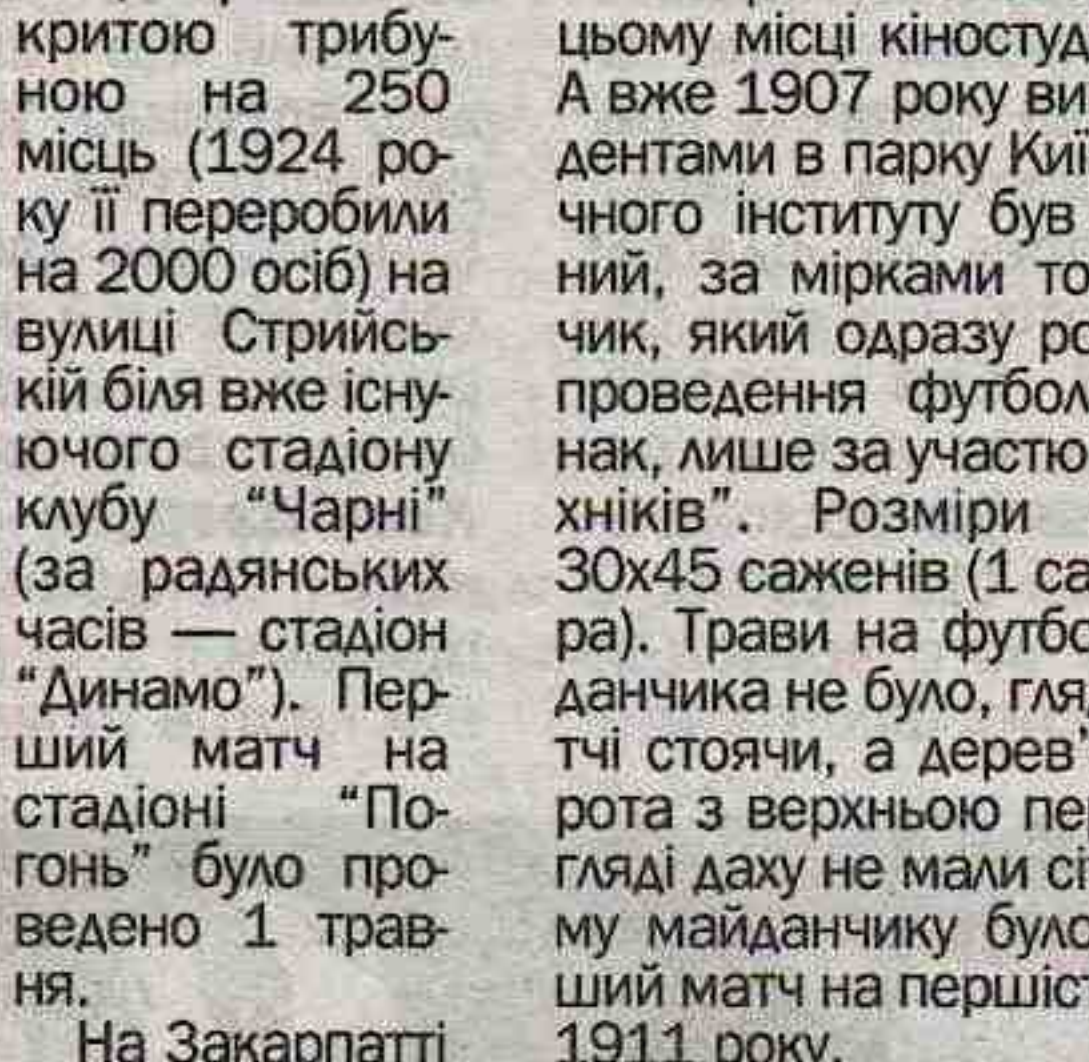 критою трибу-
ною на 250
місць (1924 ро-
ку її переробили
на 2000 осіб) на
вулиці Стрийсь-
кій біля вже існу-
ючого стадіону
клубу “Чарні”
(за радянських
часів — стадіон
“Динамо”). Пер-
ший матч на
стадіоні “По-
гонь” було про-
ведено 1 трав-
ня.
На Закарпатті
цьому місці кіностуд
А вже 1907 року ви
дентами в парку Киї
чного інституту був
ний, за мірками то
чик, який одразу ро
проведення футбол
нак, лише за участю
хніків”. Розміри
30х45 саженів (1 са
ра). Трави на футбо
данчика не було, гля
тчі стоячи, а дерев’
рота з верхньою пе
гляді даху не мали сі
му майданчику було
ший матч на першіст
1911 року.